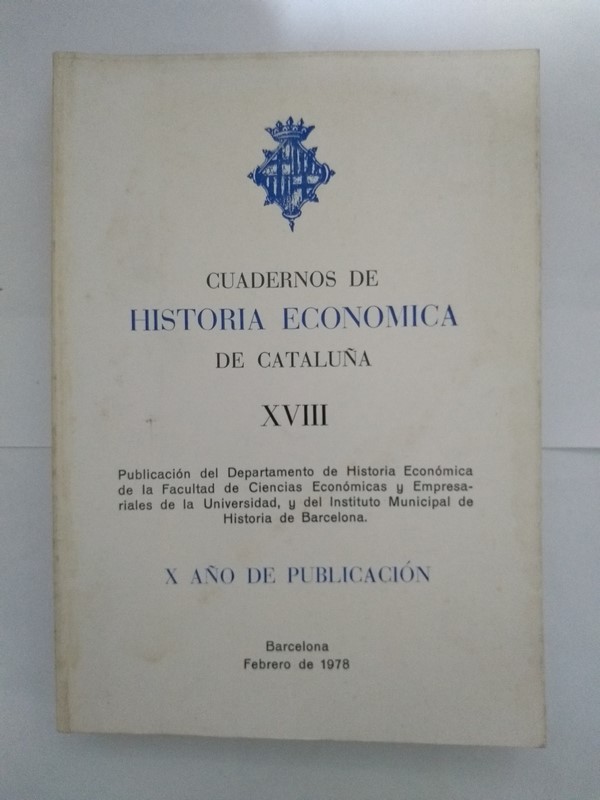 CUADERNOS DE
HISTORIA ECONOMICA
DE CATALUÑA
XVIII
Publicación del Departamento de Historia Económica
de la Facultad de Ciencias Económicas y Empresa-
riales de la Universidad, y del Instituto Municipal de
Historia de Barcelona.
X AÑO DE PUBLICACIÓN
Barcelona
Febrero de 1978